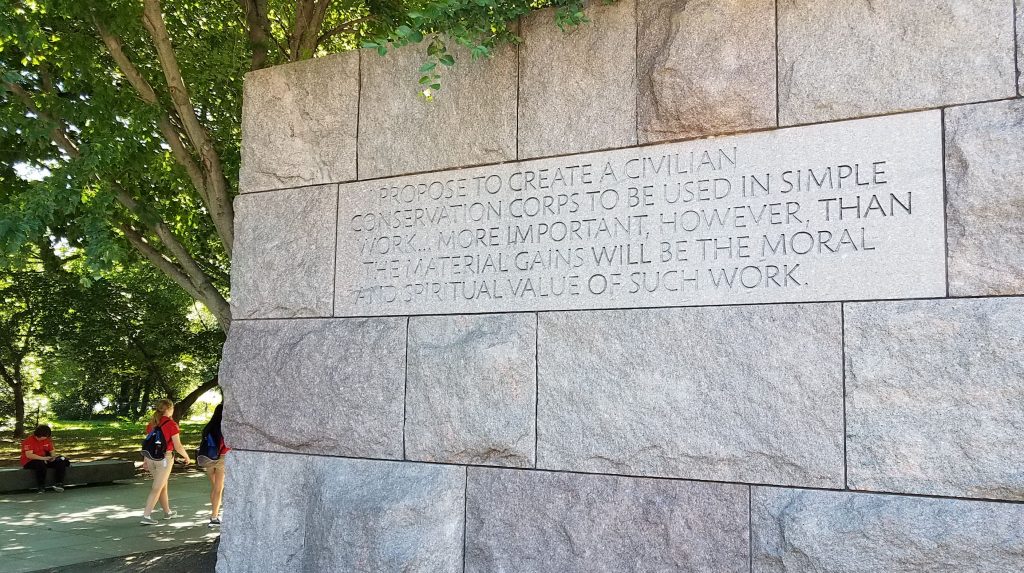 I PROPOSE TO CREATE A CIVILIAN
CONSERVATION CORPS TO BE USED IN SIMPLE
WORK... MORE IMPORTANT, HOWEVER, THAN
THE MATERIAL GAINS WILL BE THE MORAL
AND SPIRITUAL VALUE OF SUCH WORK.